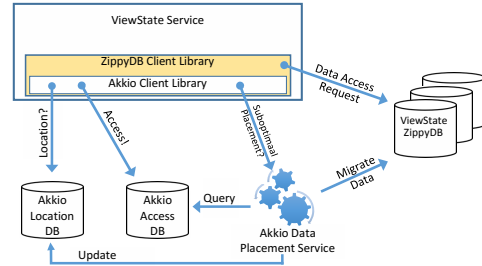 ViewState Service
ZippyDB Client Library
Akkio Client Library
Data Access
Request
Location?
Access!
Suboptimaal
Placement?
ViewState
ZippyDB
Migrate
Data
Akkio
Location
DB
Akkio
Access
DB
Query
Akkio Data
Placement Service
Update